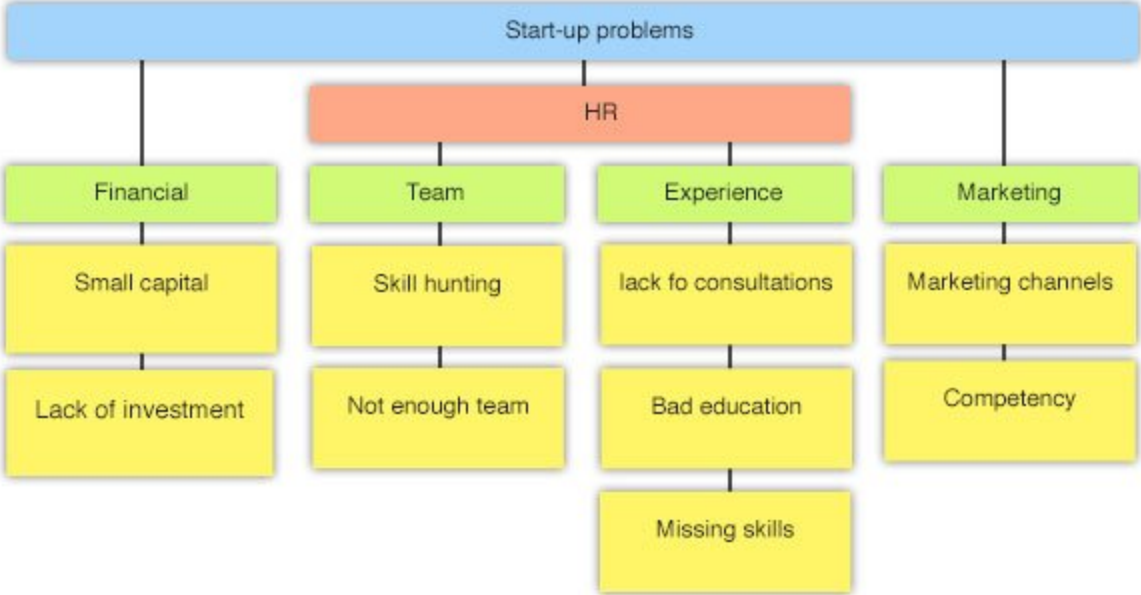 Start-up problems
HR
Financial
Team
Experience
Marketing
Small capital
Skill hunting
lack fo consultations
Marketing channels
Lack of investment
Not enough team
Bad education
Competency
Missing skills